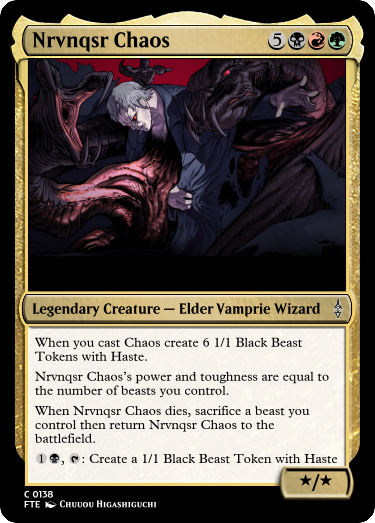 Nrvnqsr Chaos 5
Legendary Creature — Elder Vamprie Wizard
When you cast Chaos create 6 1/1 Black Beast
Tokens with Haste.
Nrvnqsr Chaos's power and toughness are equal to
the number of beasts you control.
When Nrvnqsr Chaos dies, sacrifice a beast you
control then return Nrvnqsr Chaos to the
battlefield.
1, : Create a 1/1 Black Beast Token with Haste
★/★
C 0138
FTE Chuuou Higashiguchi